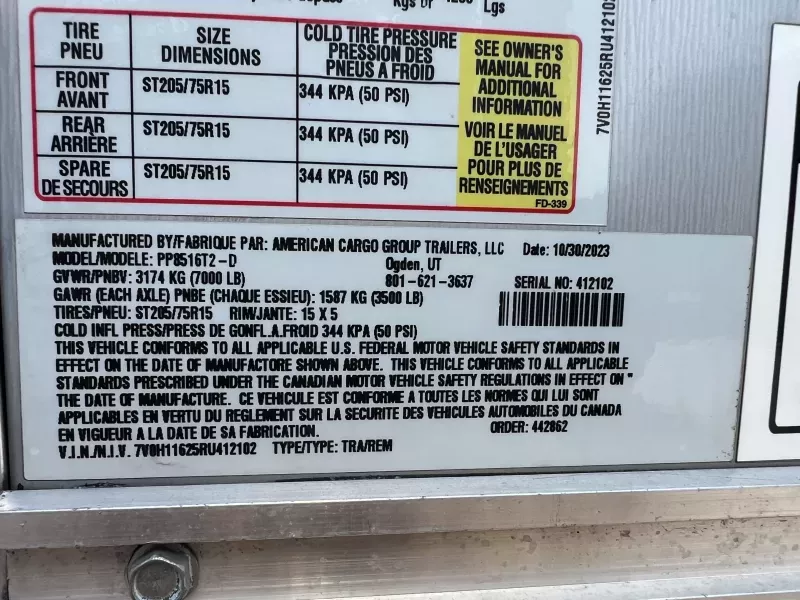 Kgs or
Lgs
TIRE
PNEU
SIZE
DIMENSIONS
COLD TIRE PRESSURE
PRESSION DES
PNEUS A FROID
SEE OWNER'S
MANUAL FOR
ADDITIONAL
INFORMATION
VOIR LE MANUEL
DE L'USAGER
POUR PLUS DE
RENSEIGNEMENTS
FRONT
AVANT
ST205/75R15
344 KPA (50 PSI)
REAR
ARRIÈRE
ST205/75R15
344 KPA (50 PSI)
SPARE
DE SECOURS
ST205/75R15
344 KPA (50 PSI)
FD-339
7V0H11625RU412102
MANUFACTURED BY/FABRIQUE PAR: AMERICAN CARGO GROUP TRAILERS, LLC Date: 10/30/2023
MODEL/MODELE: PP8516T2-D Ogden, UT
GVWR/PNBV: 3174 KG (7000 LB) 801-621-3637 SERIAL NO: 412102
GAWR (EACH AXLE) PNBE (CHAQUE ESSIEU): 1587 KG (3500 LB)
TIRES/PNEU: ST205/75R15 RIM/JANTE: 15 X 5
COLD INFL PRESS/PRESS DE GONFL.A.FROID 344 KPA (50 PSI)
THIS VEHICLE CONFORMS TO ALL APPLICABLE U.S. FEDERAL MOTOR VEHICLE SAFETY STANDARDS IN
EFFECT ON THE DATE OF MANUFACTORE SHOWN ABOVE. THIS VEHICLE CONFORMS TO ALL APPLICABLE
STANDARDS PRESCRIBED UNDER THE CANADIAN MOTOR VEHICLE SAFETY REGULATIONS IN EFFECT ON "
THE DATE OF MANUFACTURE. CE VEHICULE EST CONFORME A TOUTES LES NORMES QUI LUI SONT
APPLICABLES EN VERTU DU REGLEMENT SUR LA SECURITE DES VEHICULES AUTOMOBILES DU CANADA
EN VIGUEUR A LA DATE DE SA FABRICATION. ORDER: 442862
V.I.N./N.I.V. 7V0H11625RU412102 TYPE/TYPE: TRA/REM